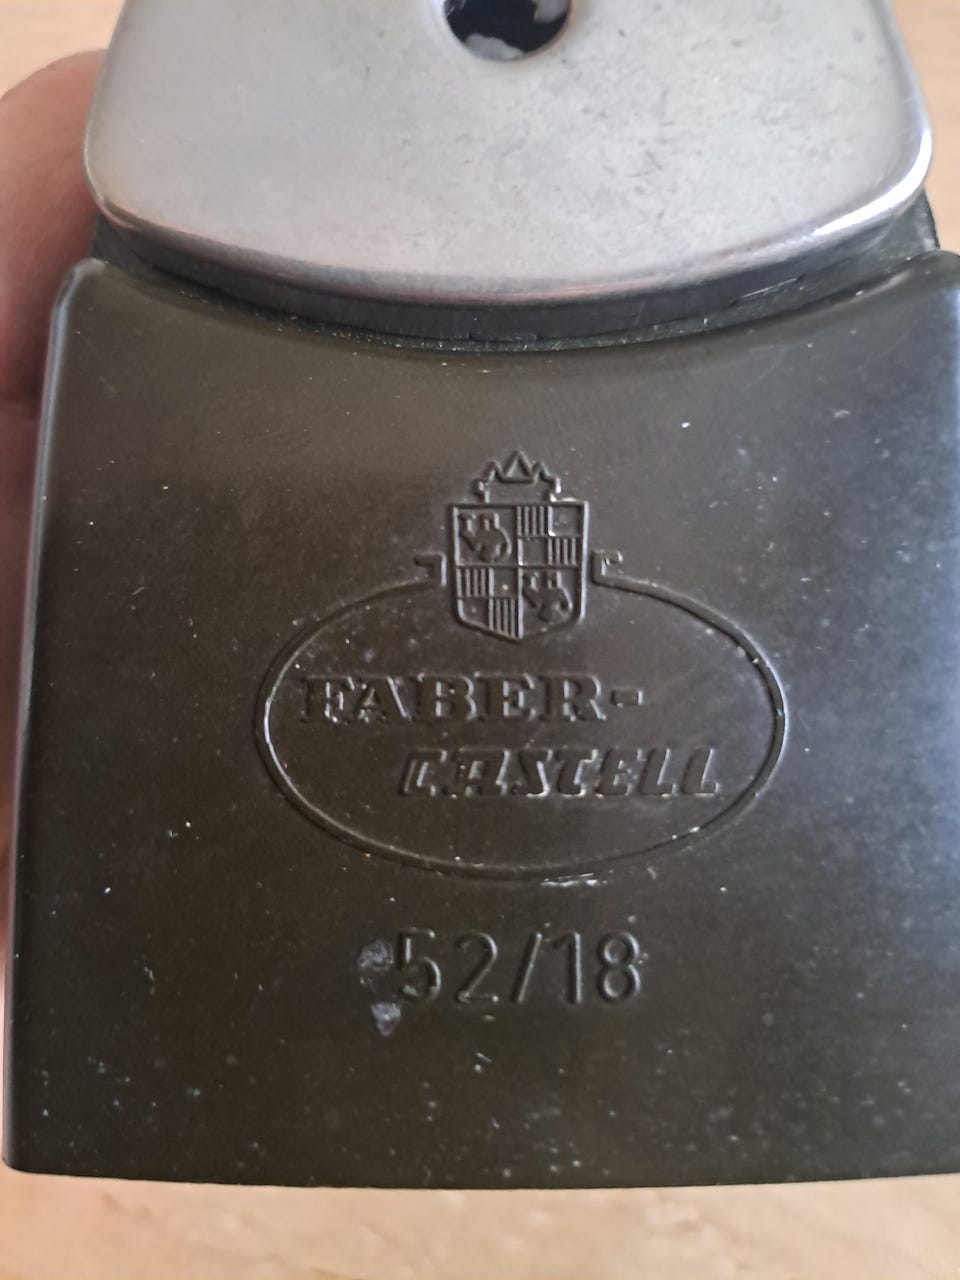 FABER-
CASTELL
52/18